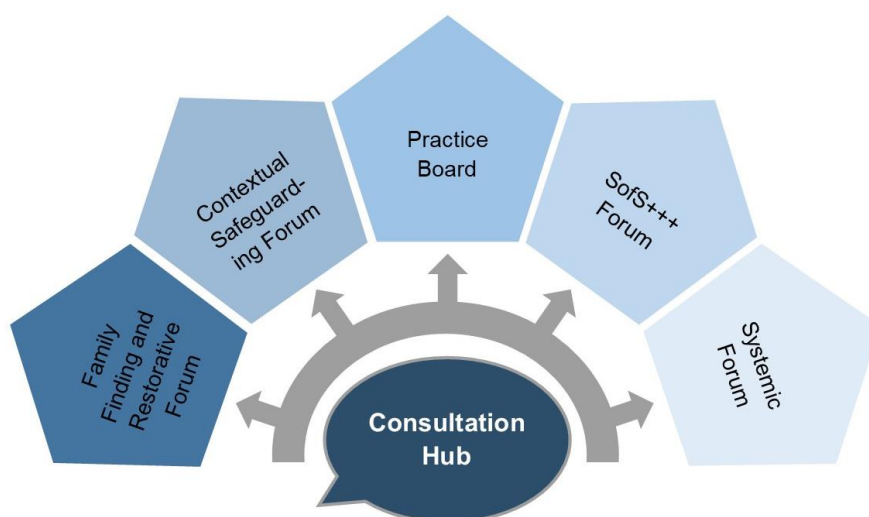 Family
Finding and
Restorative
Forum
Contextual
Safeguard-
ing Forum
Practice
Board
SofS+++
Forum
Systemic
Forum
Consultation
Hub